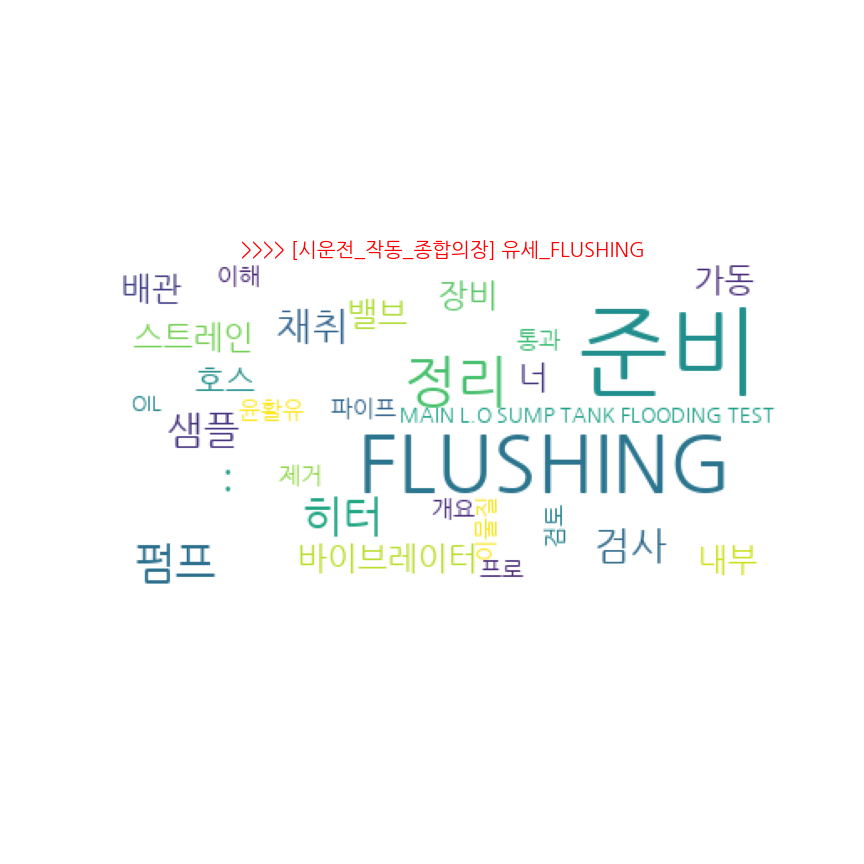 >>>> [시운전_작동_종합의장] 유세_FLUSHING
배관
이해
가동
장비
채취
밸브
준비
스트레인
통과
정리
너
호스
OIL
윤활유
파이프
MAIN L.O SUMP TANK FLOODING TEST
샘플
FLUSHING
:
제거
히터
개요
이물질
검토
검사
펌프
바이브레이터
프로
내부